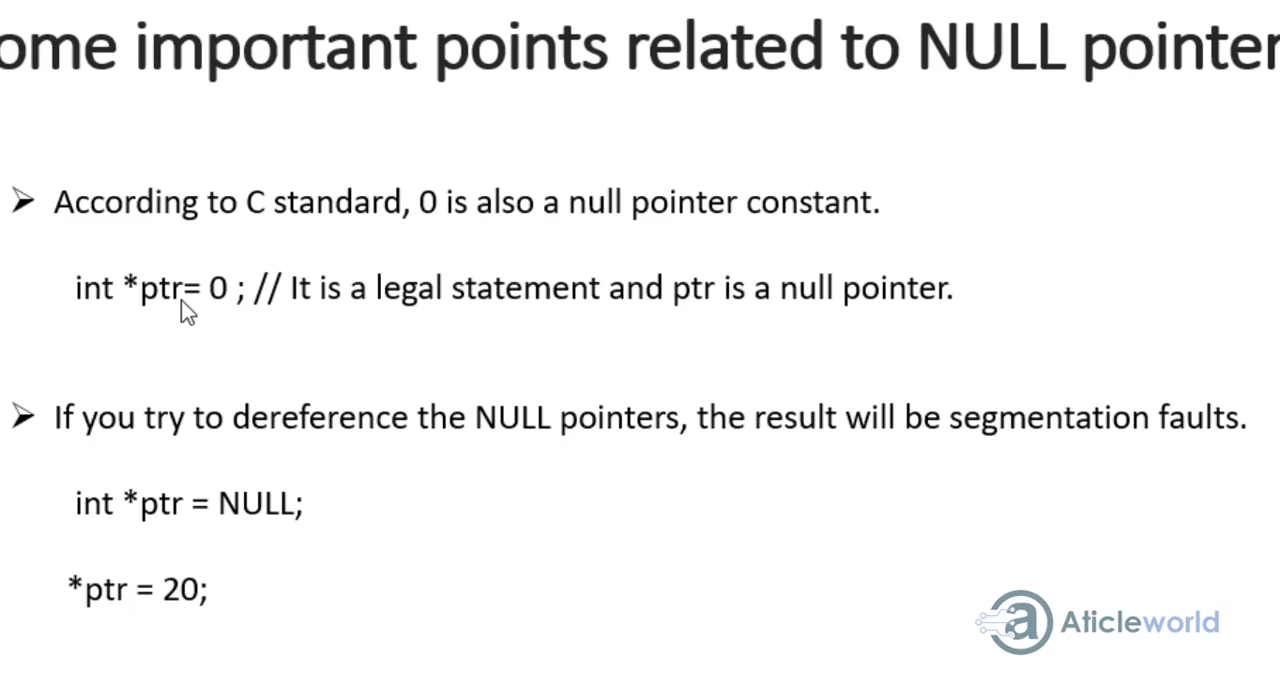 ome important points related to NULL pointer
➢ According to C standard, 0 is also a null pointer constant.
int *ptr= 0 ; // It is a legal statement and ptr is a null pointer.
➢ If you try to dereference the NULL pointers, the result will be segmentation faults.
int *ptr = NULL;
*ptr = 20;
a Aticleworld